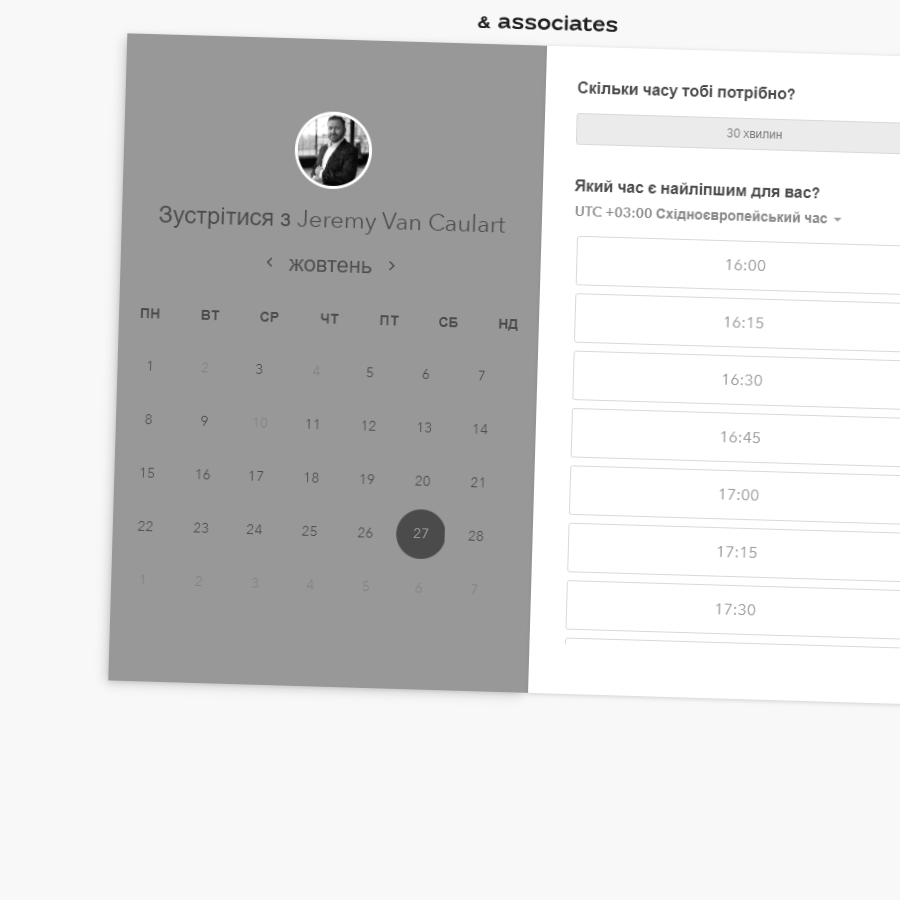 & associates
Зустрітися з Jeremy Van Caulart
жовтень
ПН ВТ СР ЧТ ПТ СБ НД
1 2 3 4 5 6 7
8 9 10 11 12 13 14
15 16 17 18 19 20 21
22 23 24 25 26 27 28
1 2 3 4 5 6 7
Скільки часу тобі потрібно?
30 хвилин
Який час є найліпшим для вас?
UTC +03:00 Східноєвропейський час
16:00
16:15
16:30
16:45
17:00
17:15
17:30